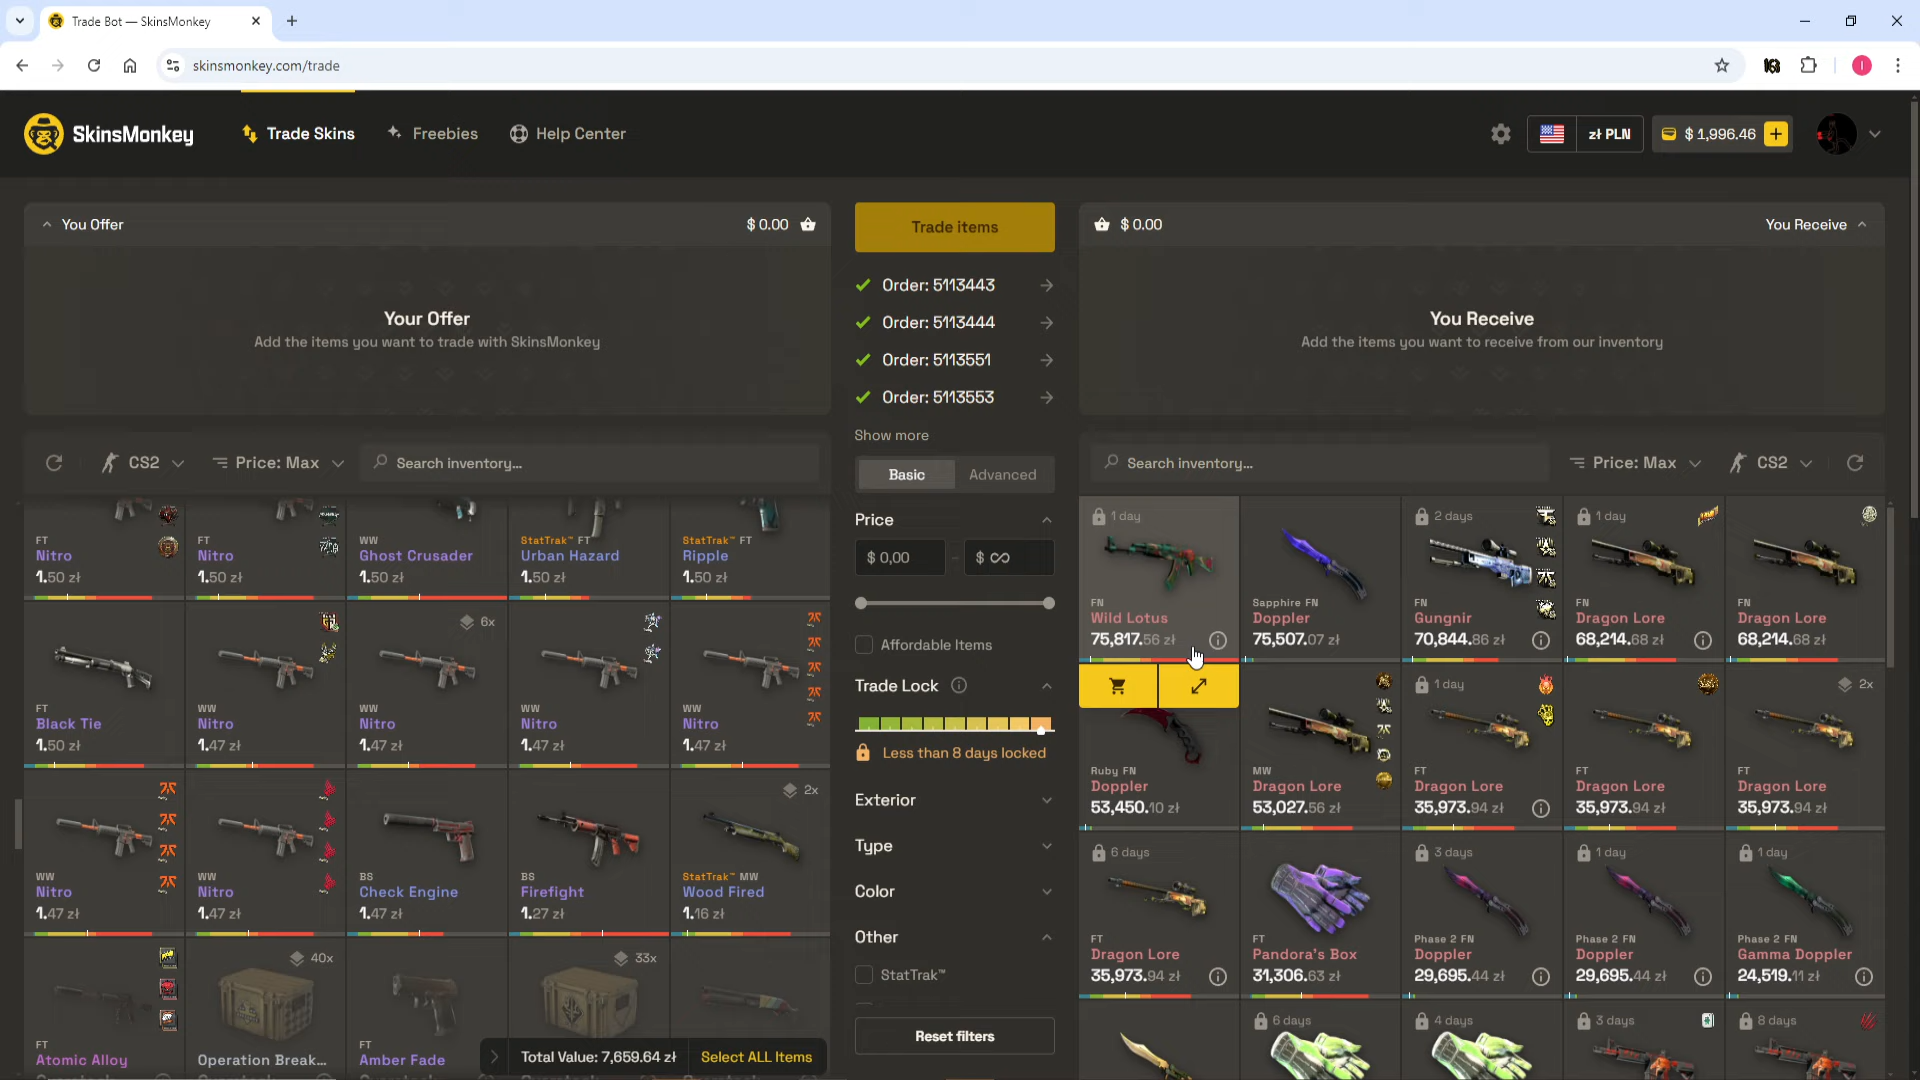 Trade Bot — SkinsMonkey
skinsmonkey.com/trade
SkinsMonkey
Trade Skins
Freebies
Help Center
zł PLN
$ 1,996.46
You Offer
$ 0.00
Your Offer
Add the items you want to trade with SkinsMonkey
Trade items
Order: 5113443
Order: 5113444
Order: 5113551
Order: 5113553
Show more
$ 0.00
You Receive
You Receive
Add the items you want to receive from our inventory
CS2
Price: Max
Search inventory...
FT
Nitro
1.50 zł
FT
Nitro
1.50 zł
WW
Ghost Crusader
1.50 zł
StatTrak™ FT
Urban Hazard
1.50 zł
StatTrak™ FT
Ripple
1.50 zł
FT
Black Tie
1.50 zł
WW
Nitro
1.47 zł
6x
WW
Nitro
1.47 zł
WW
Nitro
1.47 zł
WW
Nitro
1.47 zł
WW
Nitro
1.47 zł
WW
Nitro
1.47 zł
BS
Check Engine
1.47 zł
BS
Firefight
1.27 zł
2x
StatTrak™ MW
Wood Fired
1.16 zł
FT
Atomic Alloy
40x
Operation Break...
FT
Amber Fade
33x
Total Value: 7,659.64 zł
Select ALL Items
Basic
Advanced
Price
$ 0,00
-
$ ∞
Affordable Items
Trade Lock
Less than 8 days locked
Exterior
Type
Color
Other
StatTrak™
Reset filters
Search inventory...
Price: Max
CS2
1 day
FN
Wild Lotus
75,817.56 zł
Sapphire FN
Doppler
75,507.07 zł
2 days
FN
Gungnir
70,844.86 zł
1 day
FN
Dragon Lore
68,214.68 zł
FN
Dragon Lore
68,214.68 zł
Ruby FN
Doppler
53,450.10 zł
MW
Dragon Lore
53,027.56 zł
1 day
FT
Dragon Lore
35,973.94 zł
FT
Dragon Lore
35,973.94 zł
2x
FT
Dragon Lore
35,973.94 zł
6 days
FT
Dragon Lore
35,973.94 zł
FT
Pandora's Box
31,306.63 zł
3 days
Phase 2 FN
Doppler
29,695.44 zł
1 day
Phase 2 FN
Doppler
29,695.44 zł
1 day
Phase 2 FN
Gamma Doppler
24,519.11 zł
6 days
4 days
3 days
8 days